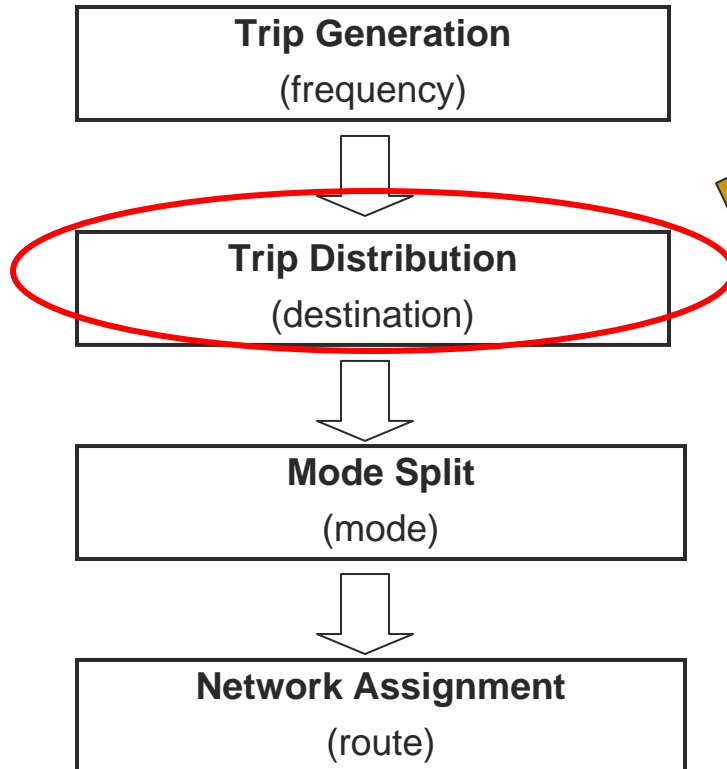 Trip Generation
(frequency)
Trip Distribution
(destination)
Mode Split
(mode)
Network Assignment
(route)